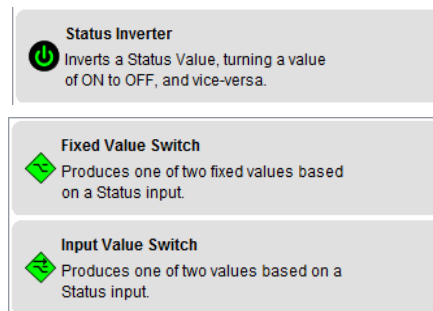 Status Inverter
Inverts a Status Value, turning a value
of ON to OFF, and vice-versa.
Fixed Value Switch
Produces one of two fixed values based
on a Status input.
Input Value Switch
Produces one of two values based on a
Status input.